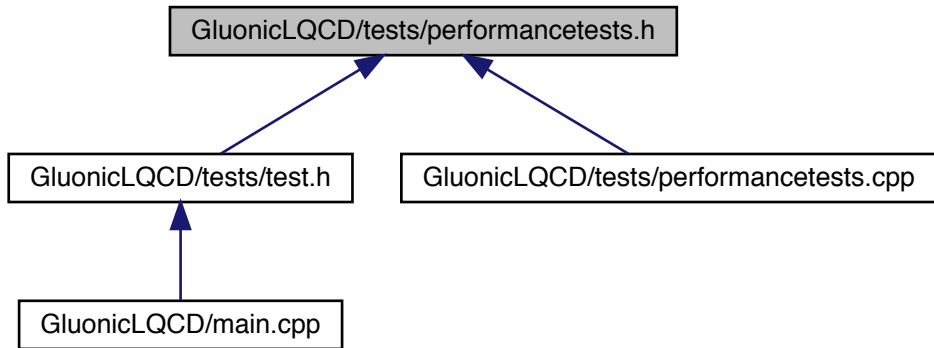 GluonicLQCD/tests/performancetests.h
GluonicLQCD/tests/test.h
GluonicLQCD/tests/performancetests.cpp
GluonicLQCD/main.cpp